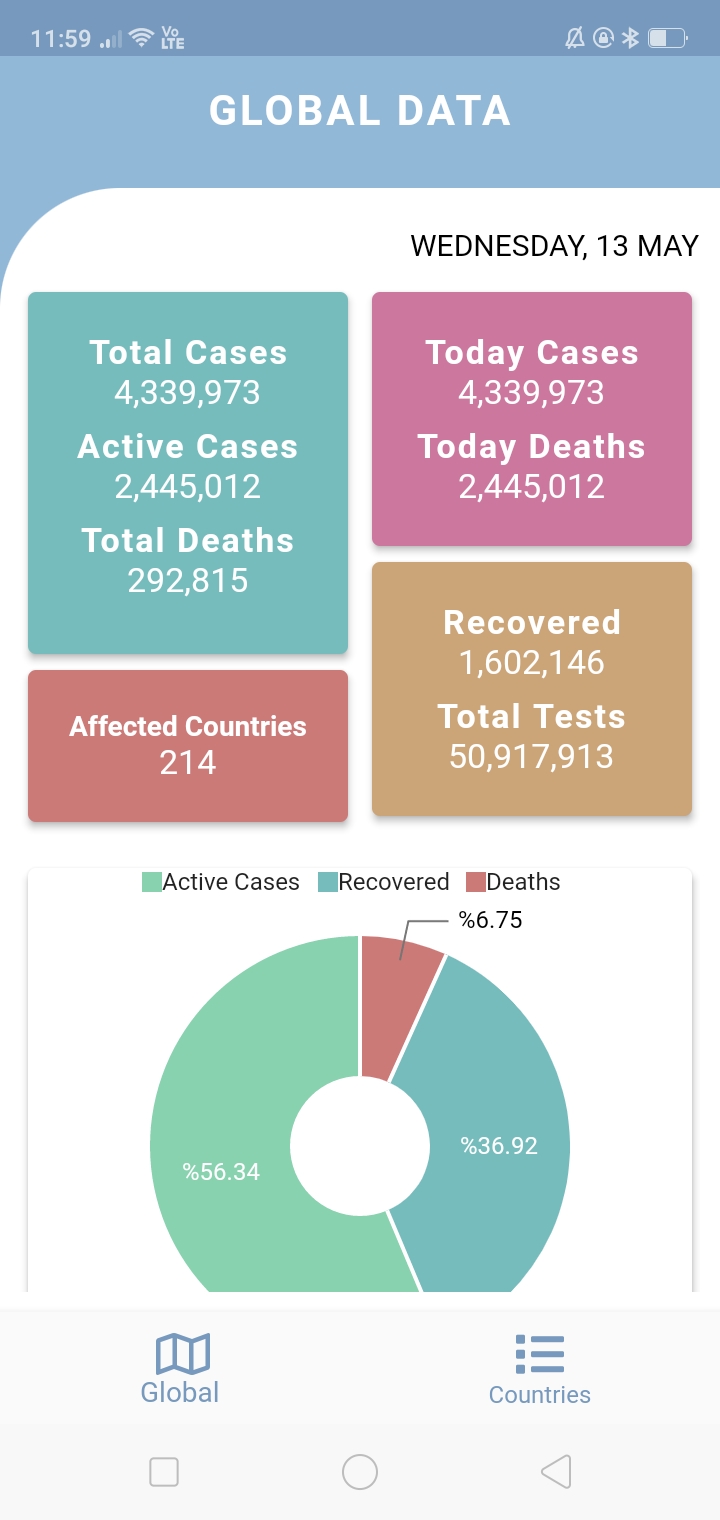 11:59 Vo LTE
GLOBAL DATA
WEDNESDAY, 13 MAY
Total Cases
4,339,973
Active Cases
2,445,012
Total Deaths
292,815
Today Cases
4,339,973
Today Deaths
2,445,012
Affected Countries
214
Recovered
1,602,146
Total Tests
50,917,913
Active Cases Recovered Deaths
%6.75
%36.92
%56.34
Global
Countries